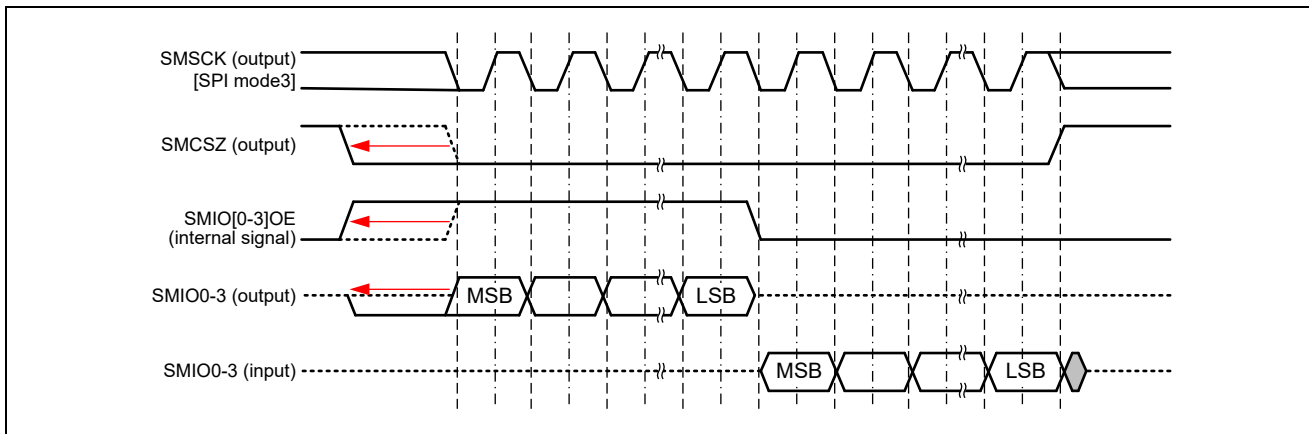 SMSCK (output)
[SPI mode3]
SMCSZ (output)
SMIO[0-3]OE
(internal signal)
SMIO0-3 (output)
MSB
LSB
SMIO0-3 (input)
MSB
LSB